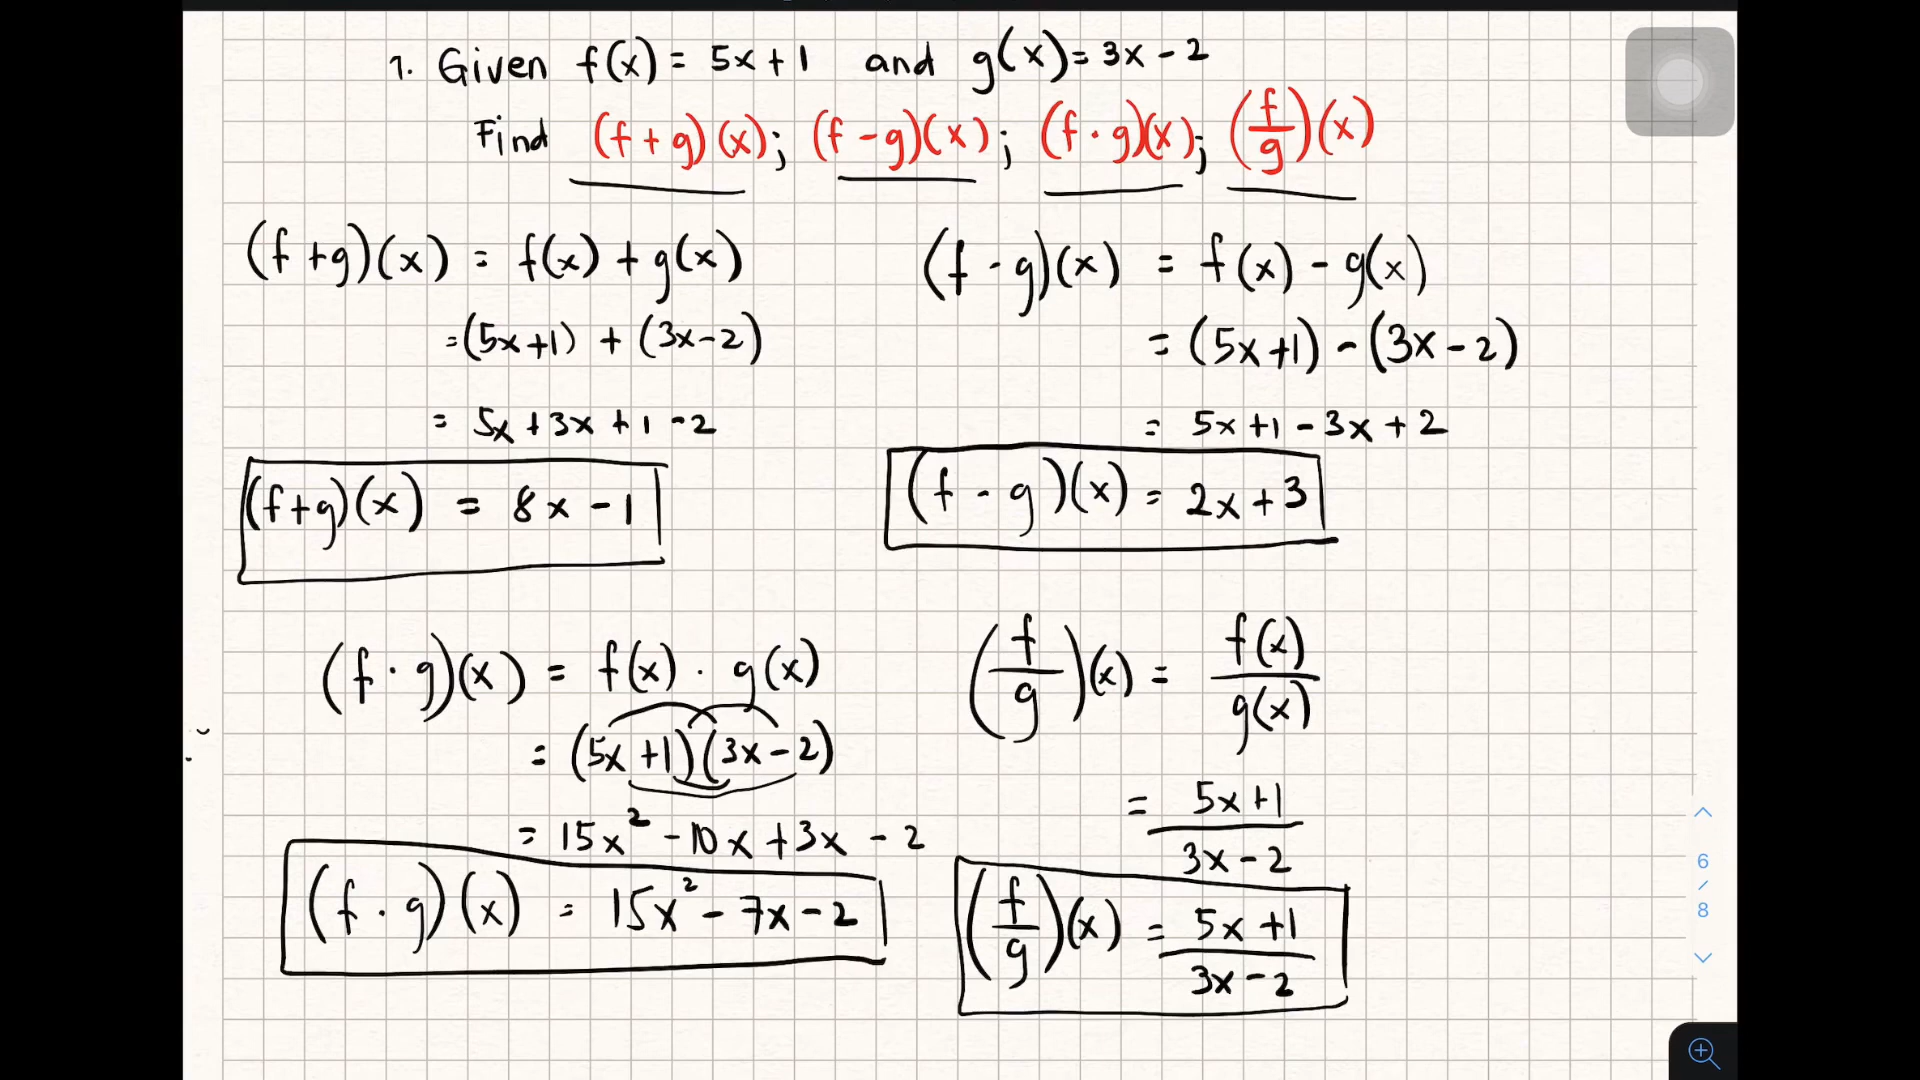 1. Given f(x) = 5x + 1 and g(x) = 3x - 2
Find (f + g)(x); (f - g)(x); (f · g)(x); (f/g)(x)
(f + g)(x) = f(x) + g(x)
= (5x + 1) + (3x - 2)
= 5x + 3x + 1 - 2
(f + g)(x) = 8x - 1
(f - g)(x) = f(x) - g(x)
= (5x + 1) - (3x - 2)
= 5x + 1 - 3x + 2
(f - g)(x) = 2x + 3
(f · g)(x) = f(x) · g(x)
= (5x + 1)(3x - 2)
= 15x² - 10x + 3x - 2
(f · g)(x) = 15x² - 7x - 2
(f/g)(x) = f(x)/g(x)
= 5x + 1/3x - 2
(f/g)(x) = 5x + 1/3x - 2
6/8